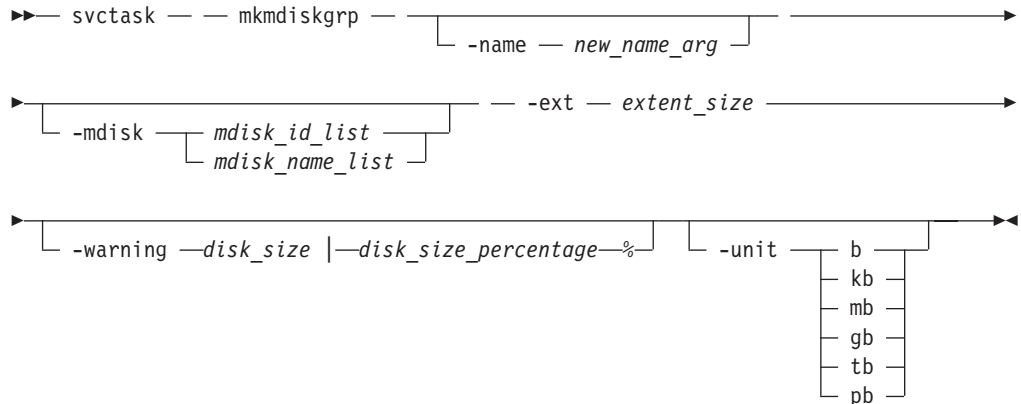 svctask mkmdiskgrp
-name new_name_arg
-ext extent_size
-mdisk mdisk_id_list
mdisk_name_list
-warning disk_size | disk_size_percentage % -unit b
kb
mb
gb
tb
pb